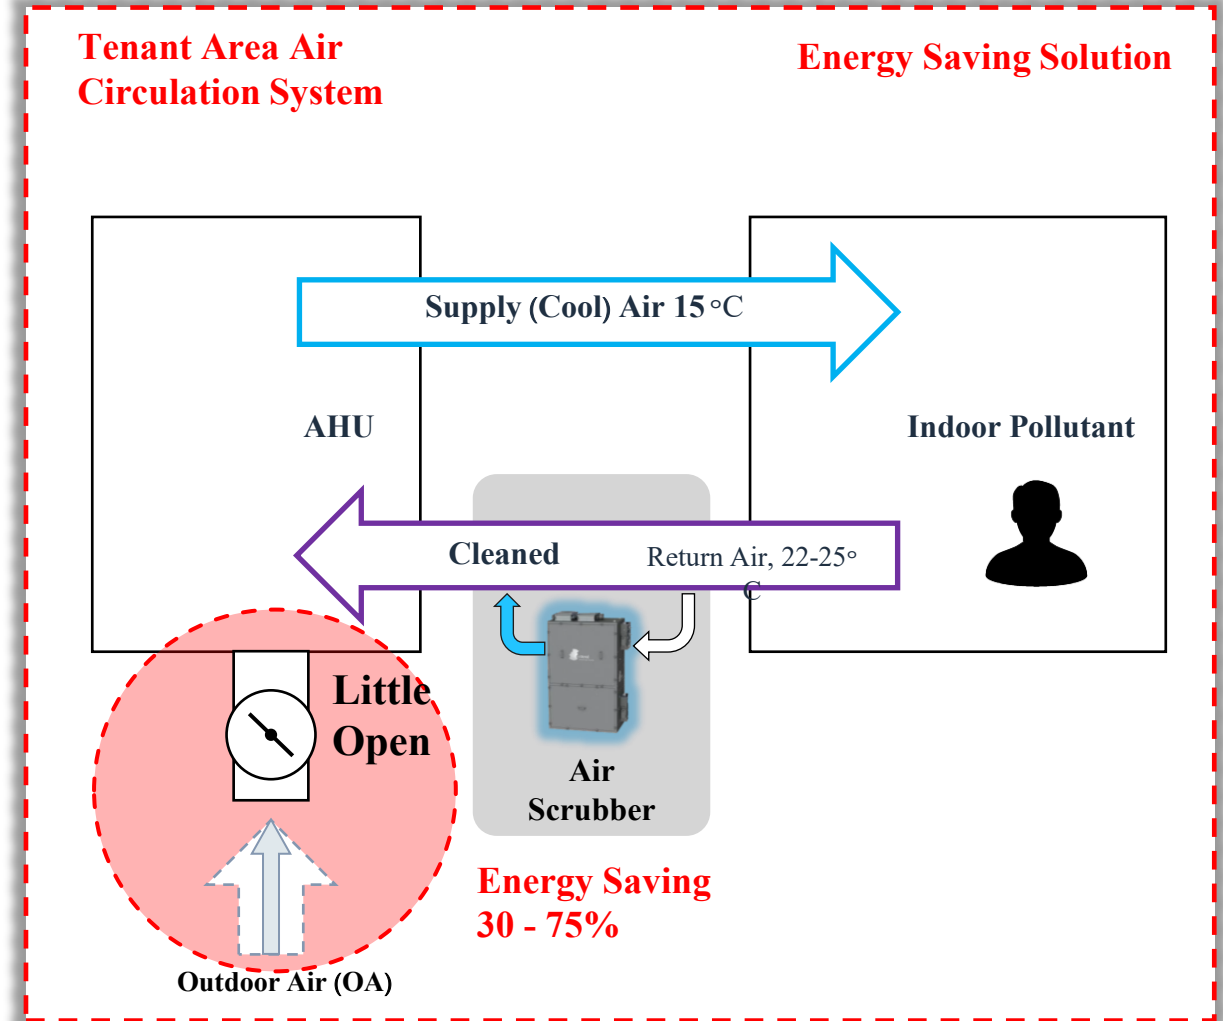 Tenant Area Air
Circulation System
Energy Saving Solution
Supply (Cool) Air 15 °C
AHU
Indoor Pollutant
Cleaned
Return Air, 22-25°
C
Little
Open
Air
Scrubber
Energy Saving
30 - 75%
Outdoor Air (OA)